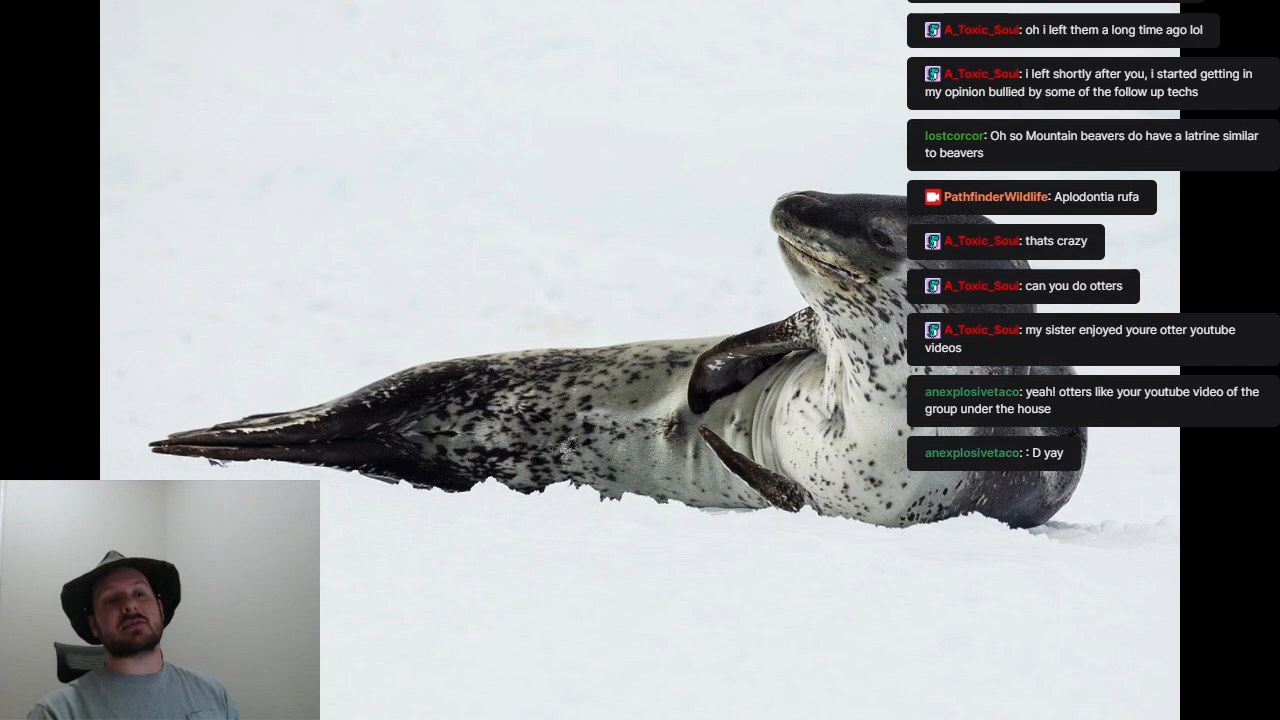 A_Toxic_Soul: oh i left them a long time ago lol
A_Toxic_Soul: i left shortly after you, i started getting in
my opinion bullied by some of the follow up techs
lostcorcor: Oh so Mountain beavers do have a latrine similar
to beavers
PathfinderWildlife: Aplodontia rufa
A_Toxic_Soul: thats crazy
A_Toxic_Soul: can you do otters
A_Toxic_Soul: my sister enjoyed youre otter youtube
videos
anexplosivetaco: yeah! otters like your youtube video of the
group under the house
anexplosivetaco: : D yay